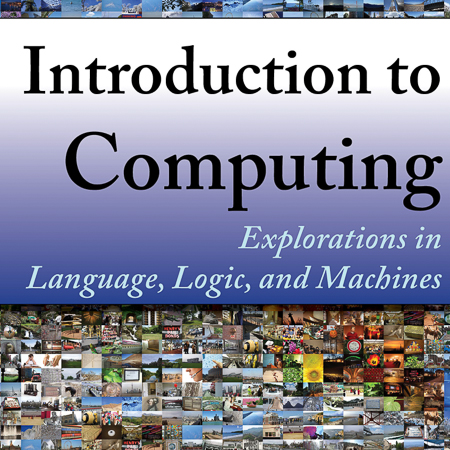 Introduction to
Computing
Explorations in
Language, Logic, and Machines